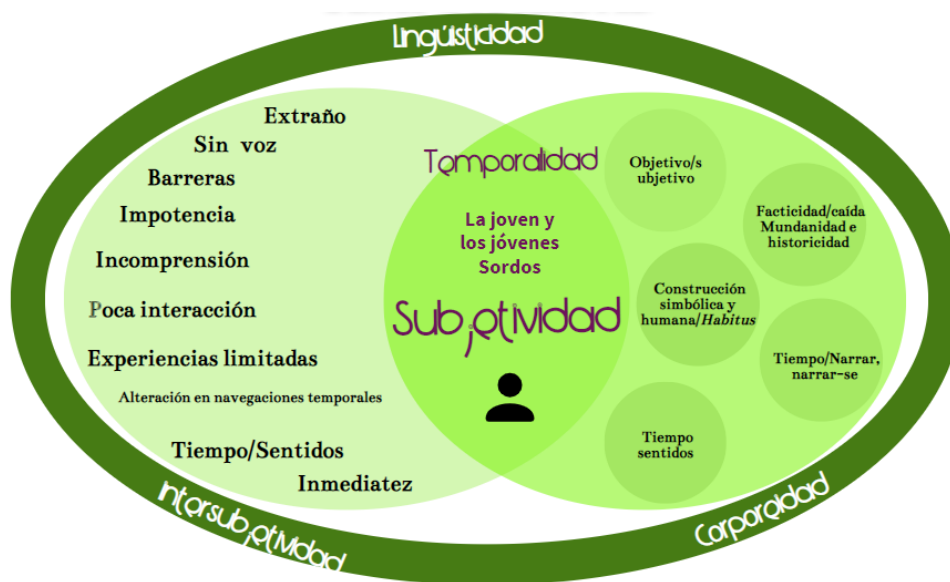 Lingüisticidad
Extraño
Sin voz
Barreras
Impotencia
Incomprensión
Poca interacción
Experiencias limitadas
Alteración en navegaciones temporales
Tiempo/Sentidos
Inmediatez
Temporalidad
La joven y
los jóvenes
Sordos
Subjetividad
Objetivo/s
ubjetivo
Facticidad/caída
Mundanidad e
historicidad
Construcción
simbólica y
humana/Habitus
Tiempo/Narrar,
narrar-se
Tiempo
sentidos
Intersubjetividad
Corporeidad